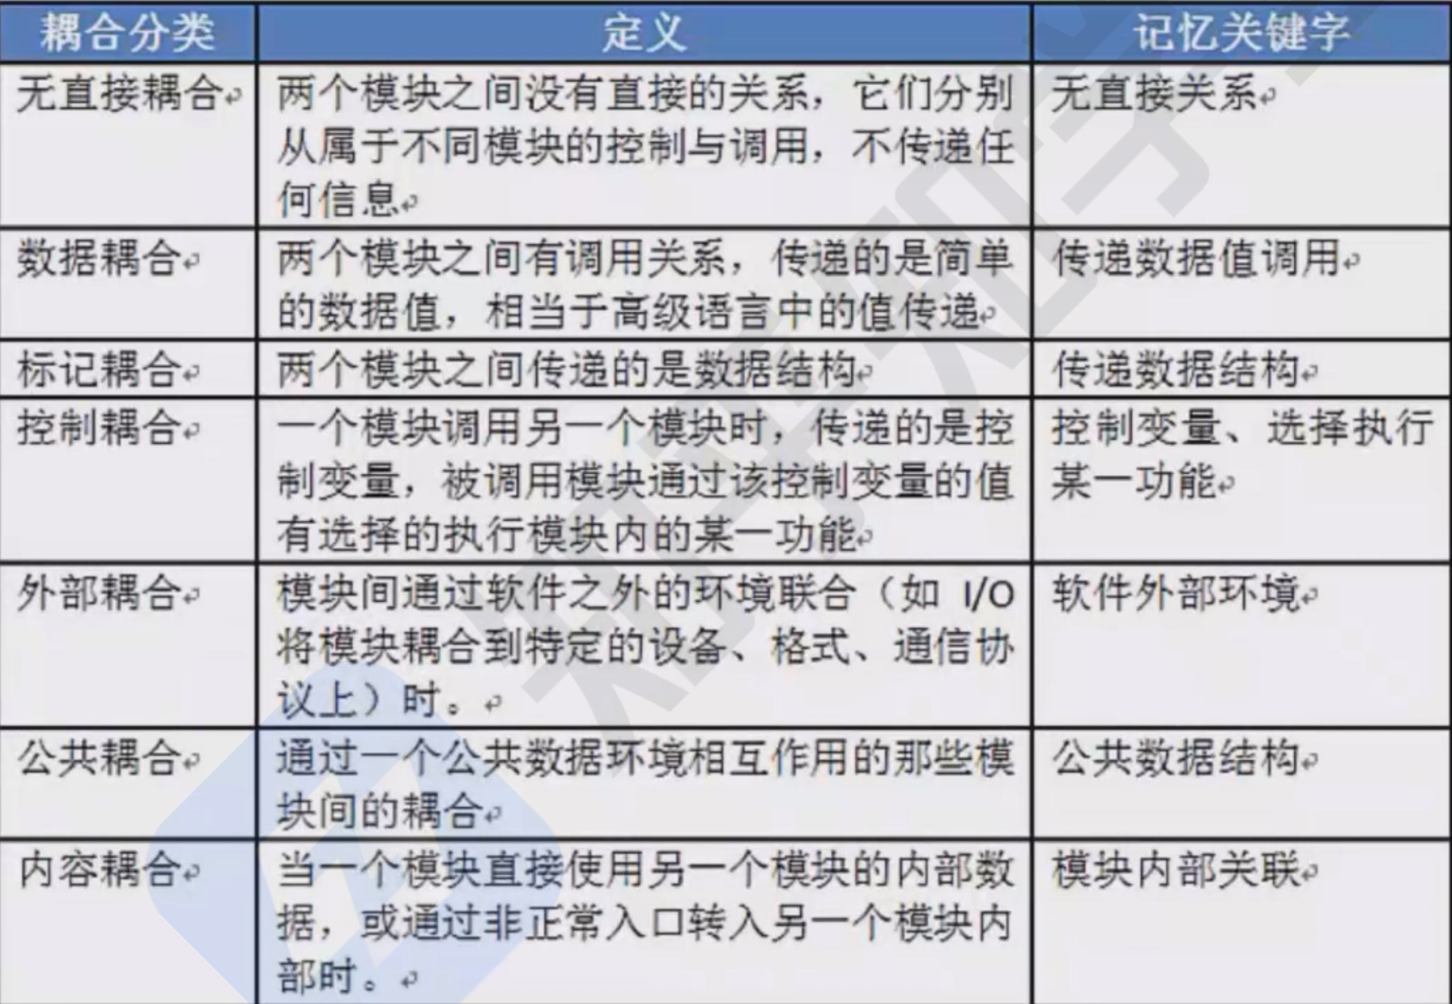 耦合分类 定义 记忆关键字
无直接耦合 两个模块之间没有直接的关系，它们分别 无直接关系
从属于不同模块的控制与调用，不传递任
何信息
数据耦合 两个模块之间有调用关系，传递的是简单 传递数据值调用
的数据值，相当于高级语言中的值传递
标记耦合 两个模块之间传递的是数据结构 传递数据结构
控制耦合 一个模块调用另一个模块时，传递的是控 控制变量、选择执行
制变量，被调用模块通过该控制变量的值 某一功能
有选择的执行模块内的某一功能
外部耦合 模块间通过软件之外的环境联合（如 I/O 软件外部环境
将模块耦合到特定的设备、格式、通信协
议上）时。
公共耦合 通过一个公共数据环境相互作用的那些模 公共数据结构
块间的耦合
内容耦合 当一个模块直接使用另一个模块的内部数 模块内部关联
据，或通过非正常入口转入另一个模块内
部时。